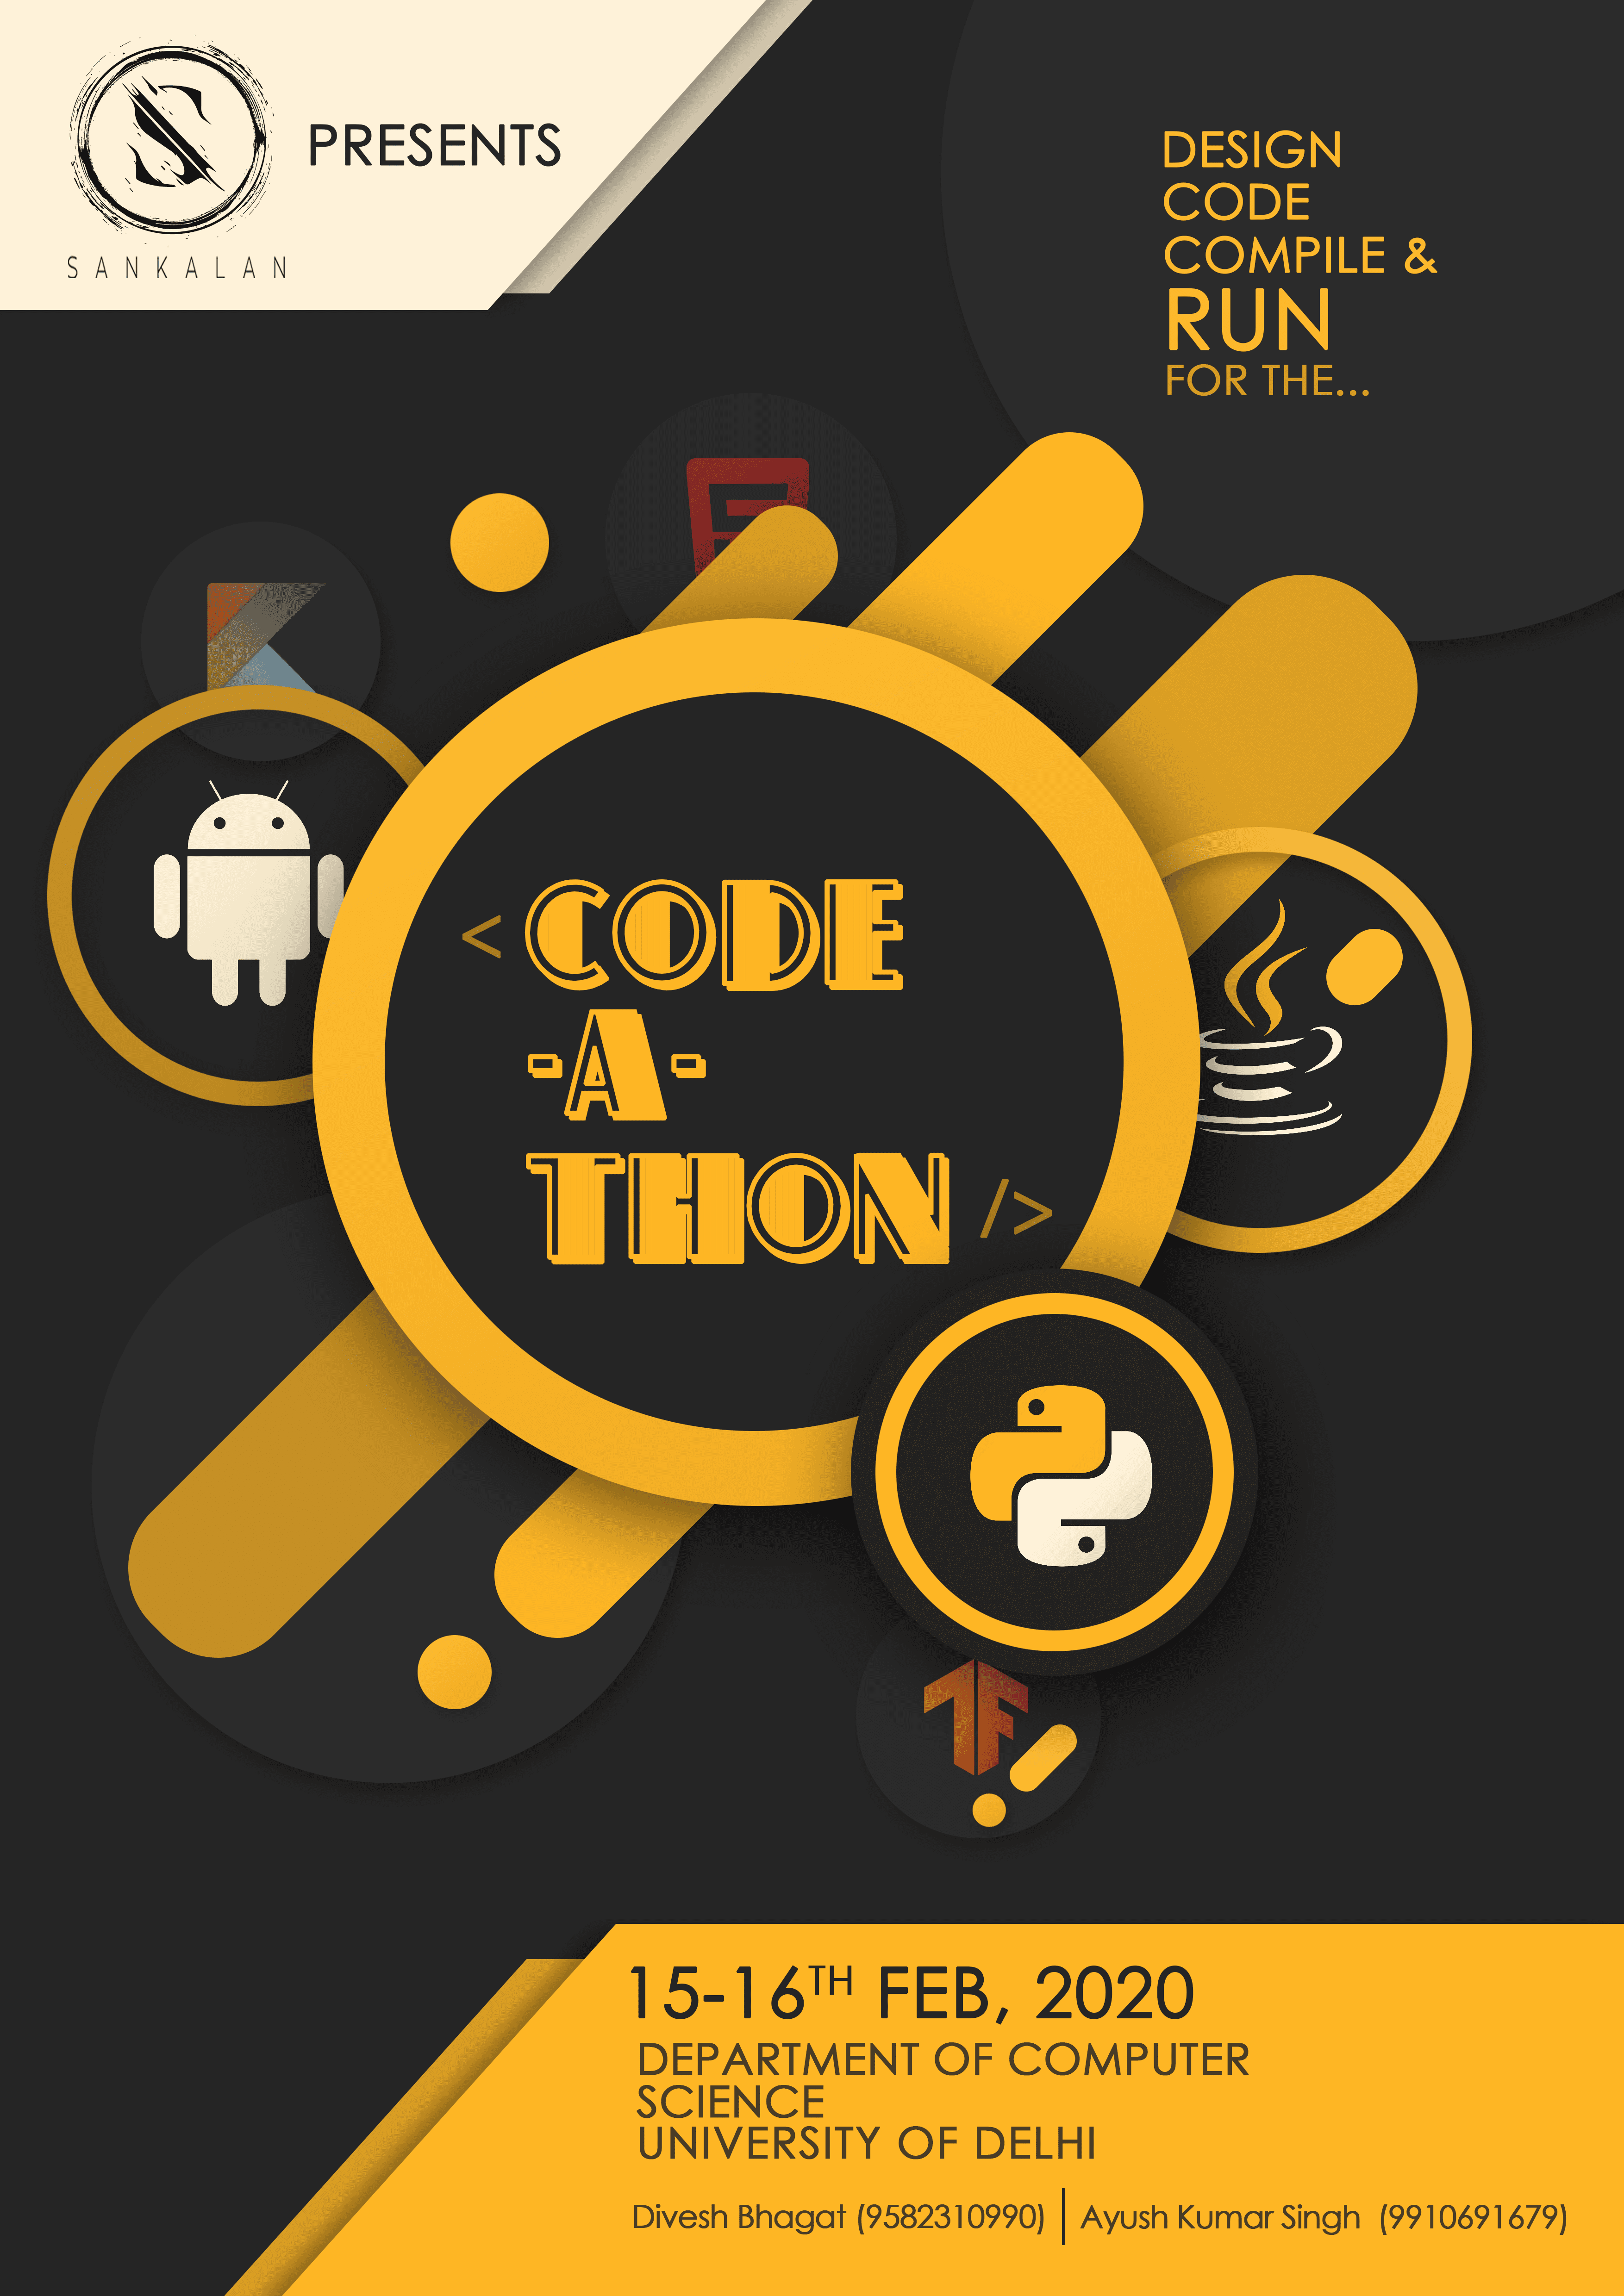 PRESENTS
SANKALAN
DESIGN
CODE
COMPILE &
RUN
FOR THE...
< CODE
-A-
THON />
15-16TH FEB, 2020
DEPARTMENT OF COMPUTER
SCIENCE
UNIVERSITY OF DELHI
Divesh Bhagat (9582310990) | Ayush Kumar Singh (9910691679)